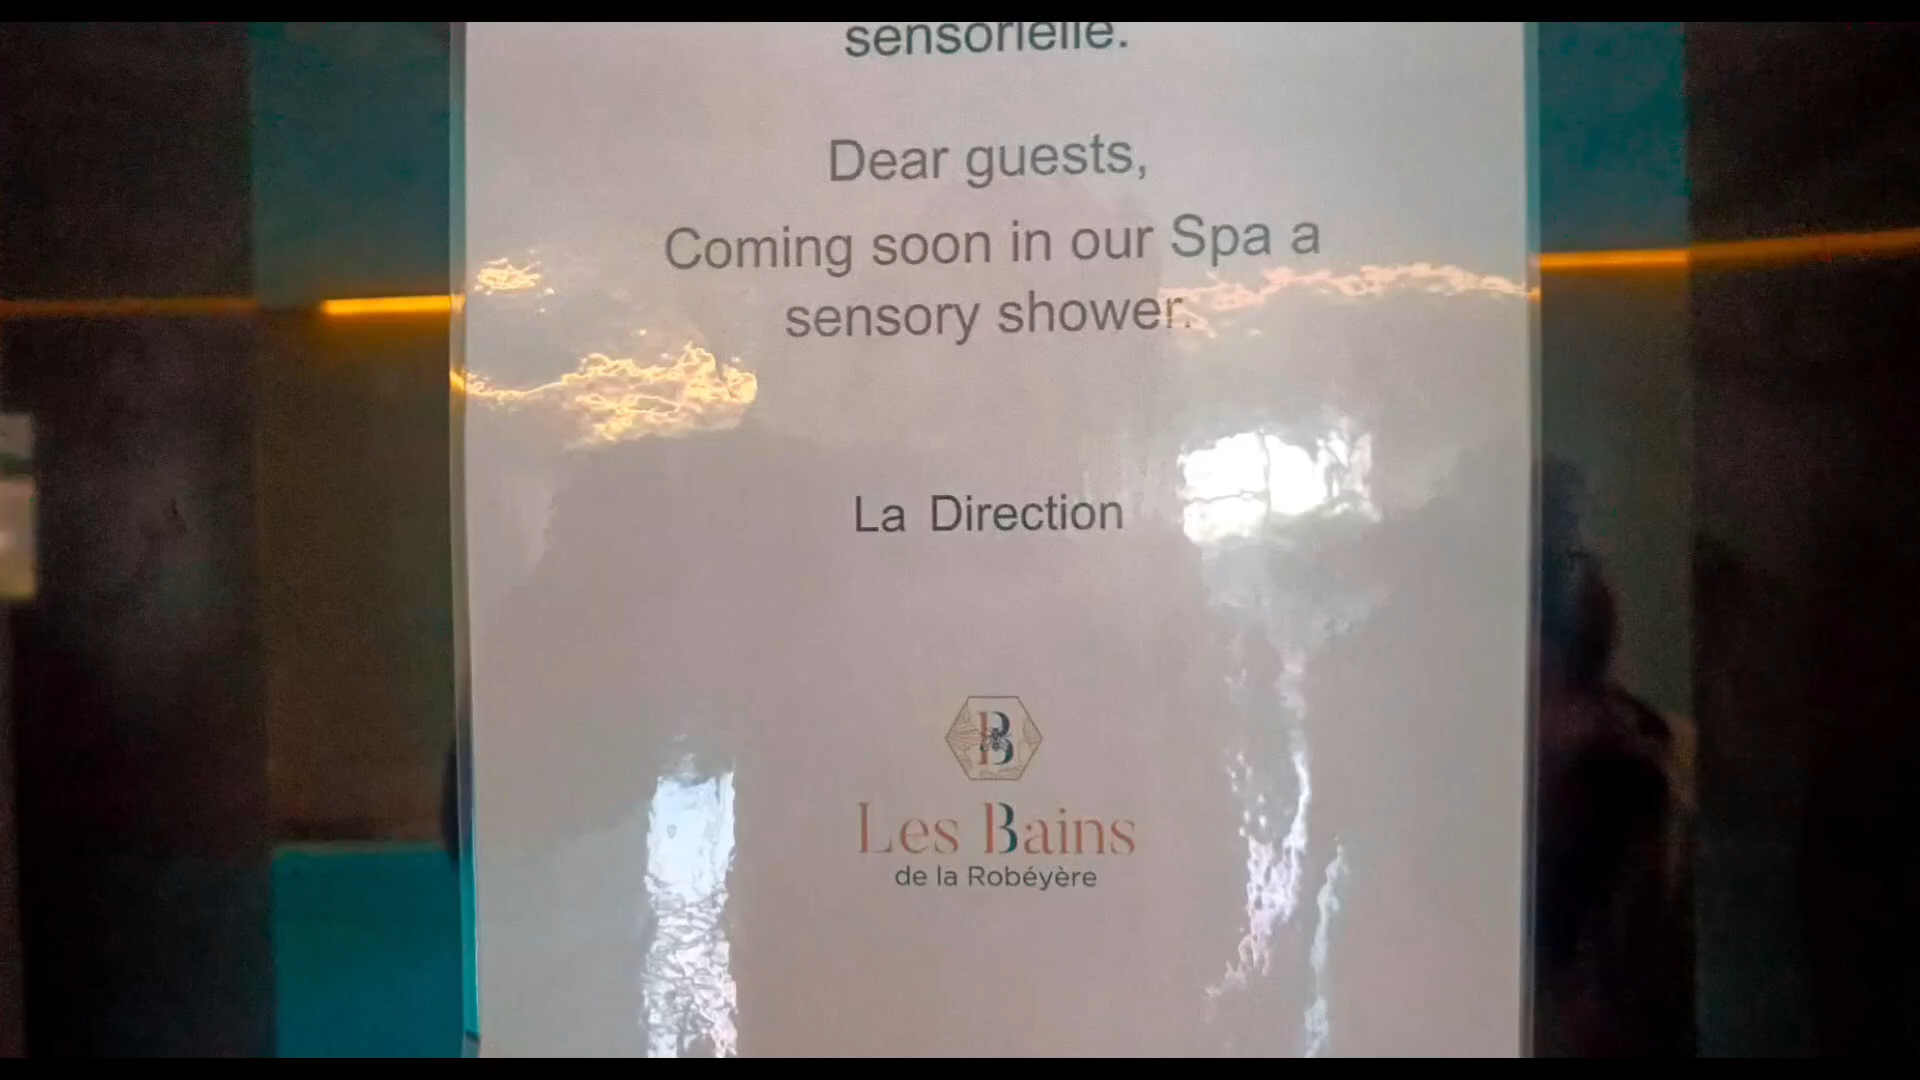 sensorielle.
Dear guests,
Coming soon in our Spa a
sensory shower.
La Direction
B
Les Bains
de la Robéyère